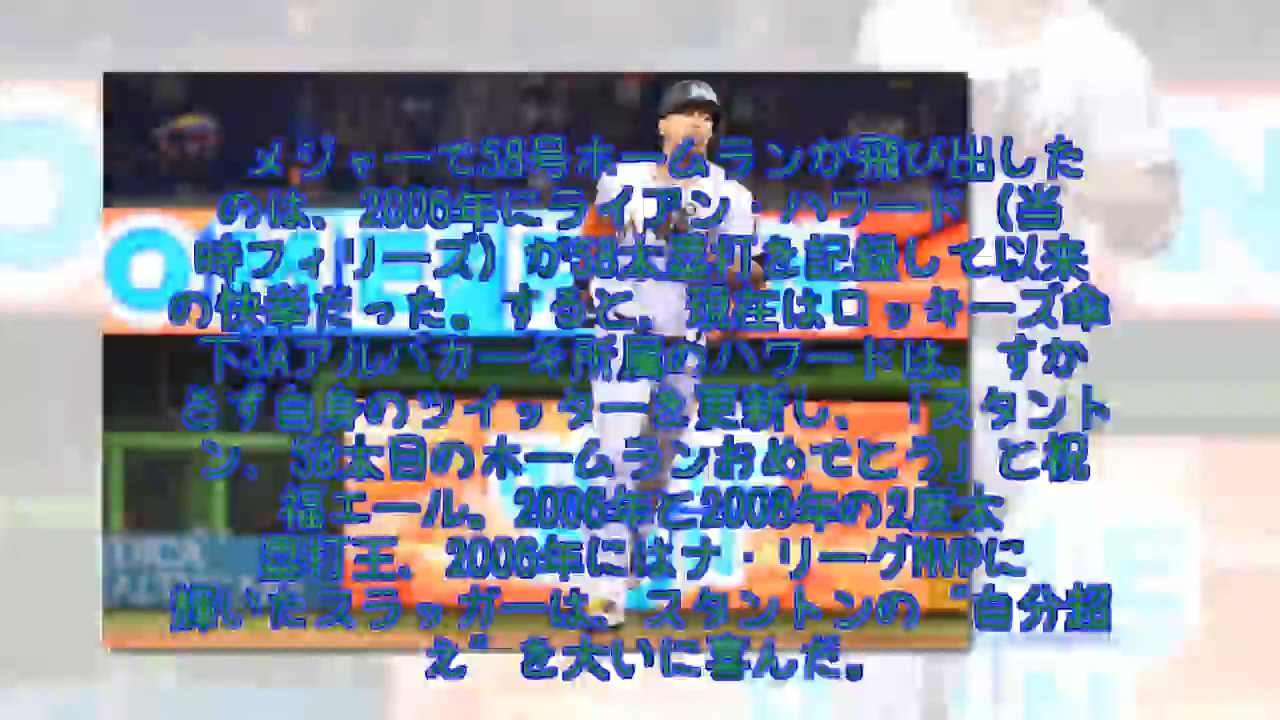 メジャーで58号ホームランが飛び出した
のは、2006年にライアン・ハワード（当
時フィリーズ）が58本塁打を記録して以来
の快挙だった。すると、現在はロッキーズ傘
下3Aアルバカーキ所属のハワードは、すか
さず自身のツイッターを更新し、「スタント
ン、58本目のホームランおめでとう」と祝
福エール。2006年と2008年の2度本
塁打王、2006年にはナ・リーグMVPに
輝いたスラッガーは、スタントンの“自分超
え”を大いに喜んだ。